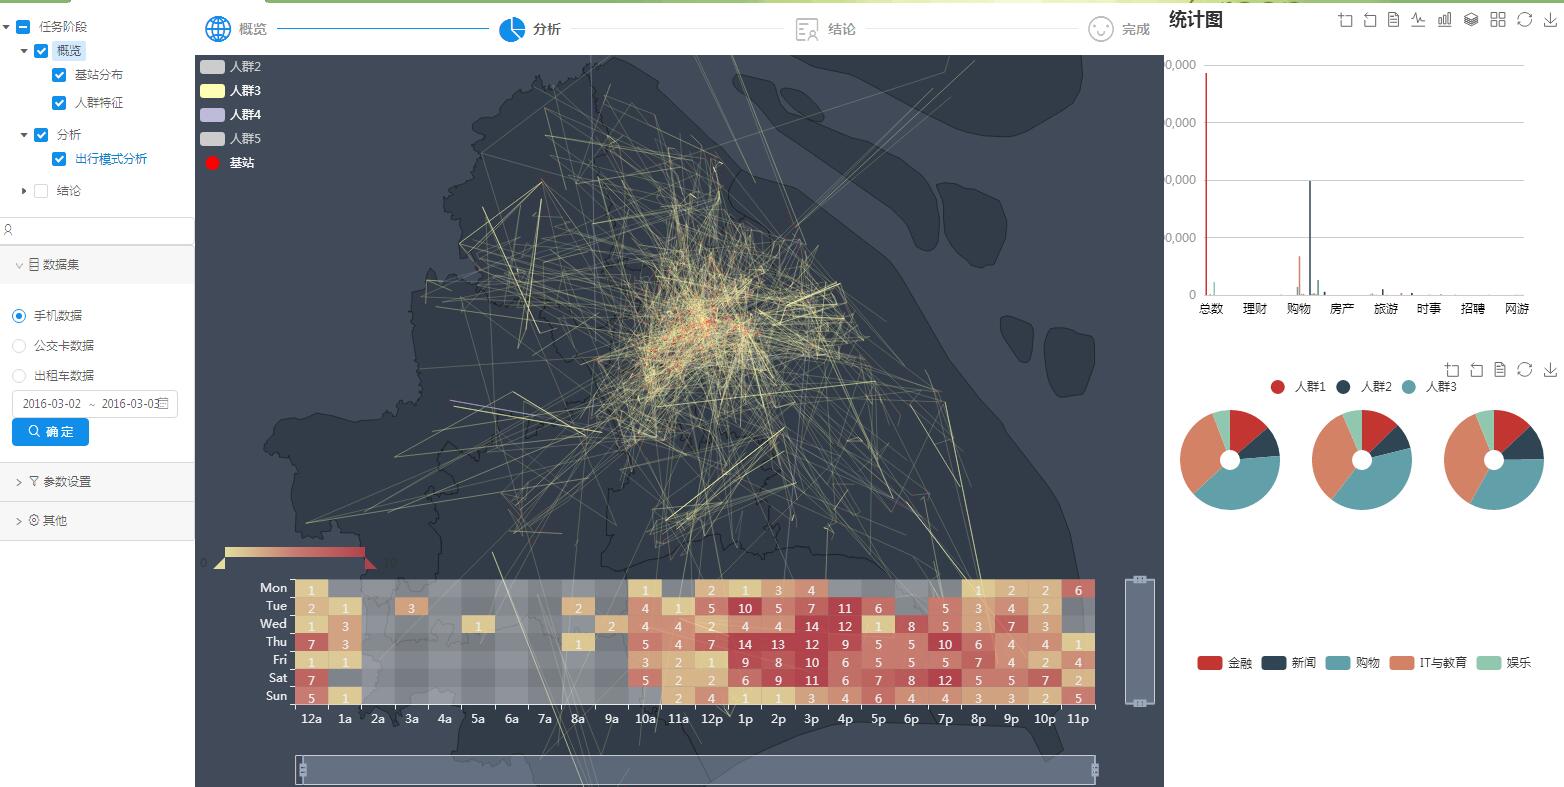 任务阶段
概览
基站分布
人群特征
分析
出行模式分析
结论
数据集
手机数据
公交卡数据
出租车数据
2016-03-02 ~ 2016-03-03
确 定
参数设置
其他
概览 分析 结论 完成
人群2
人群3
人群4
人群5
基站
0 10
Mon 1 1 2 1 3 4 1 2 2 6
Tue 2 1 3 2 4 1 5 10 5 7 11 6 5 3 4 2
Wed 1 3 1 2 4 4 2 4 4 14 12 1 8 5 3 7 3
Thu 7 3 1 5 4 7 14 13 12 9 5 5 10 6 4 4 1
Fri 1 1 3 2 1 9 8 10 6 5 5 5 7 4 2 4
Sat 7 5 2 2 6 9 11 6 7 8 12 5 5 7 2
Sun 5 1 2 4 1 1 3 4 6 4 4 3 3 2 5
12a 1a 2a 3a 4a 5a 6a 7a 8a 9a 10a 11a 12p 1p 2p 3p 4p 5p 6p 7p 8p 9p 10p 11p
统计图
0,000
0,000
0,000
0,000
0
总数 理财 购物 房产 旅游 时事 招聘 网游
人群1 人群2 人群3
金融 新闻 购物 IT与教育 娱乐